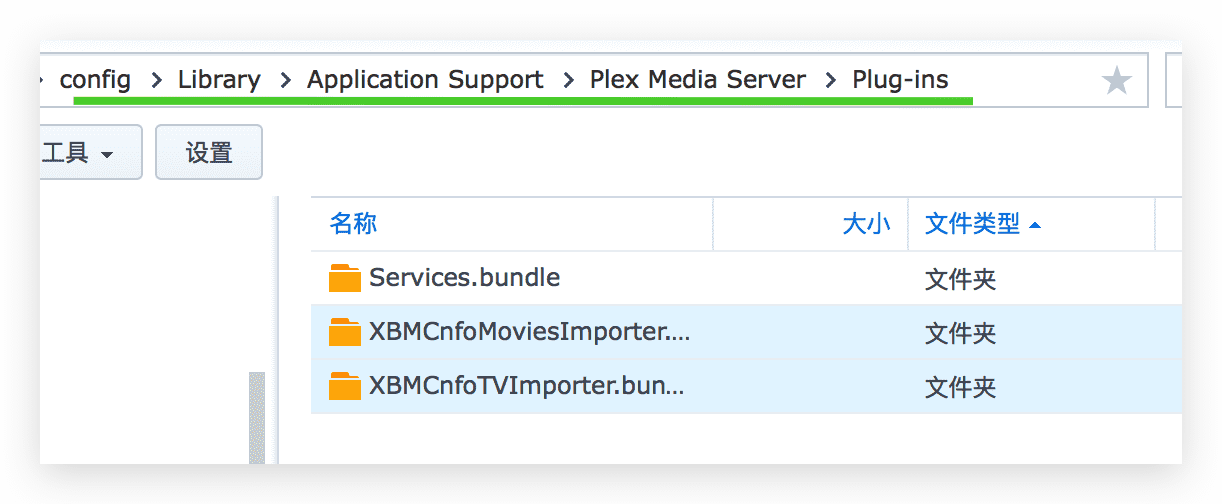 config > Library > Application Support > Plex Media Server > Plug-ins
工具 设置
名称 大小 文件类型
Services.bundle 文件夹
XBMCnfoMoviesImporter.... 文件夹
XBMCnfoTVImporter.bun... 文件夹